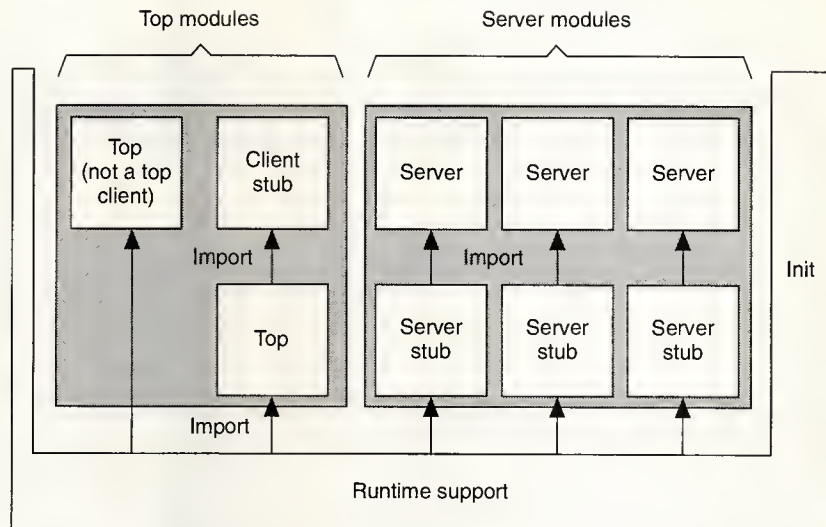 Top modules
Server modules
Top
(not a top
client)
Client
stub
Server
Server
Server
Import
Import
Init
Top
Server
stub
Server
stub
Server
stub
Import
Runtime support